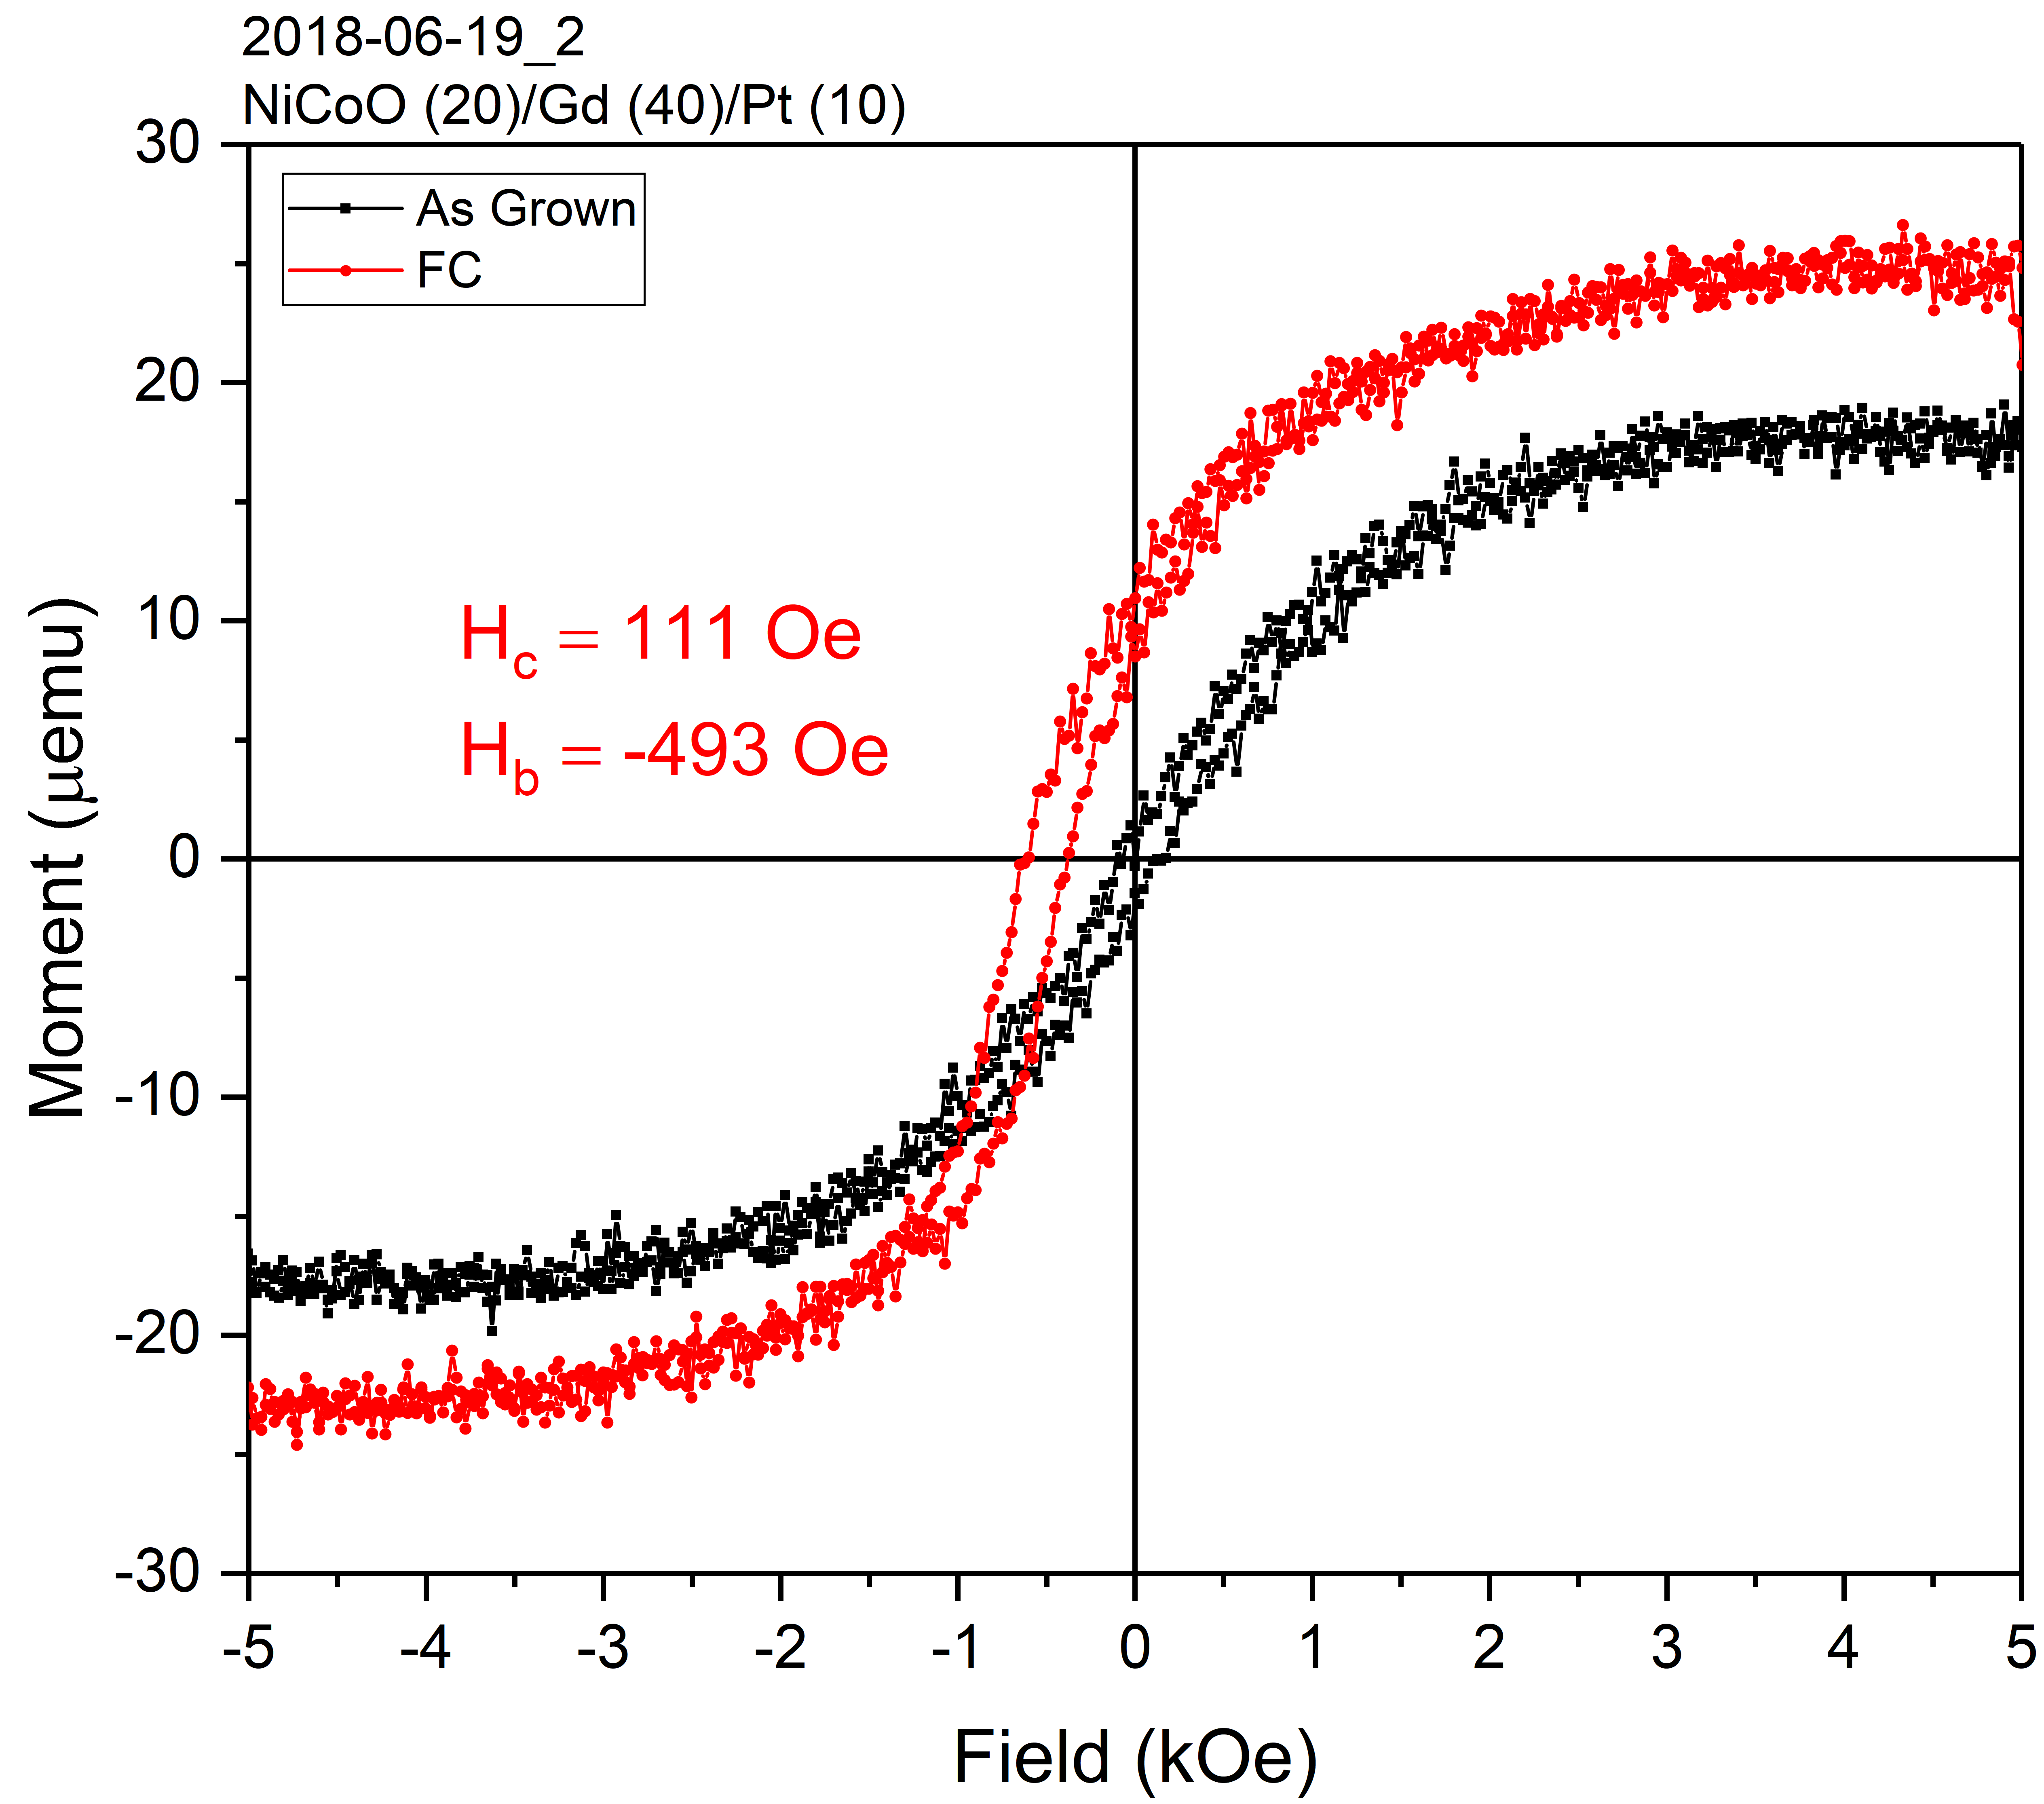 2018-06-19_2
NiCoO (20)/Gd (40)/Pt (10)
30
As Grown
FC
20
10
Hc = 111 Oe
Hb = -493 Oe
0
-10
-20
-30
Moment (μemu)
-5 -4 -3 -2 -1 0 1 2 3 4 5
Field (kOe)